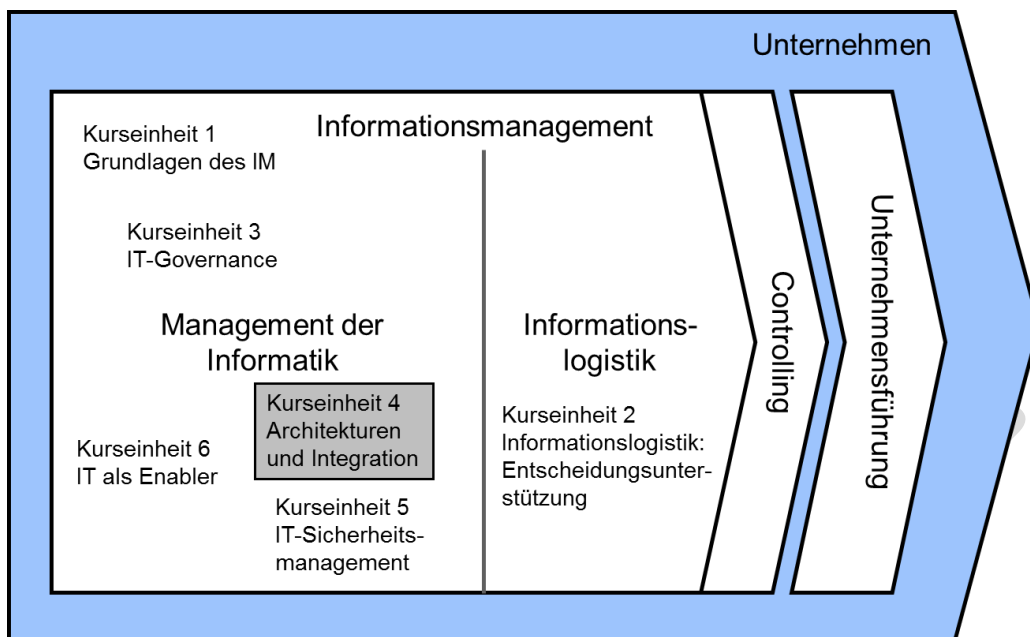 Unternehmen
Informationsmanagement
Kurseinheit 1
Grundlagen des IM
Kurseinheit 3
IT-Governance
Management der
Informatik
Kurseinheit 4
Architekturen
und Integration
Kurseinheit 6
IT als Enabler
Kurseinheit 5
IT-Sicherheits-
management
Informations-
logistik
Kurseinheit 2
Informationslogistik:
Entscheidungsunter-
stützung
Controlling
Unternehmensführung